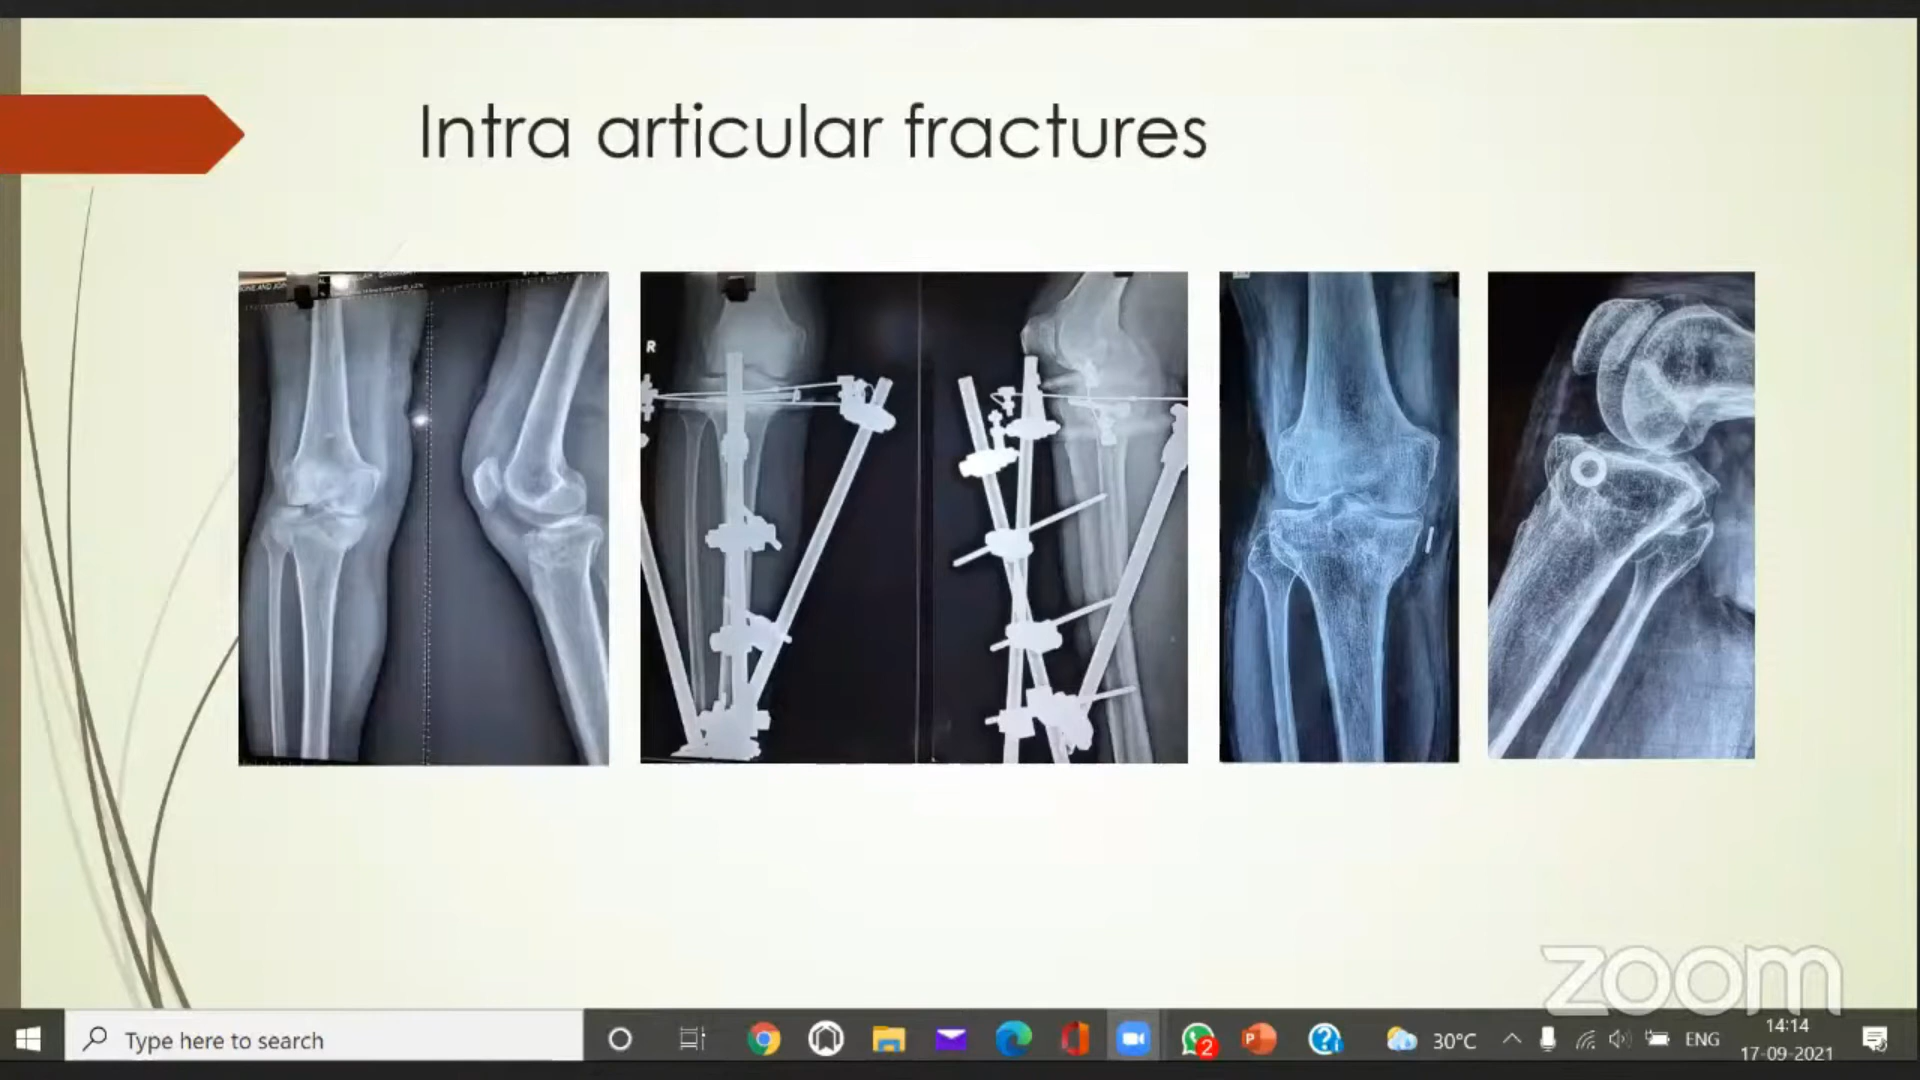 Intra articular fractures
R
zoom
Type here to search
2
30°C
ENG
14:14
17-09-2021